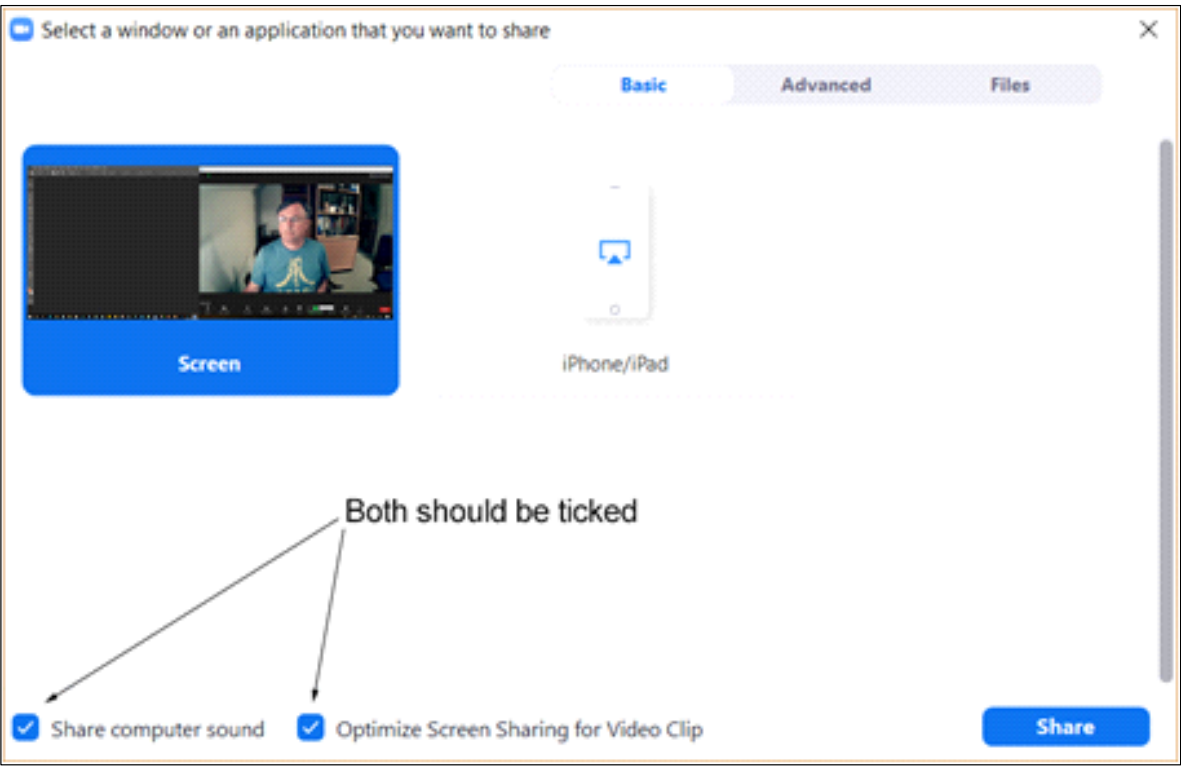 Select a window or an application that you want to share
Basic Advanced Files
Screen
iPhone/iPad
Both should be ticked
Share computer sound
Optimize Screen Sharing for Video Clip
Share